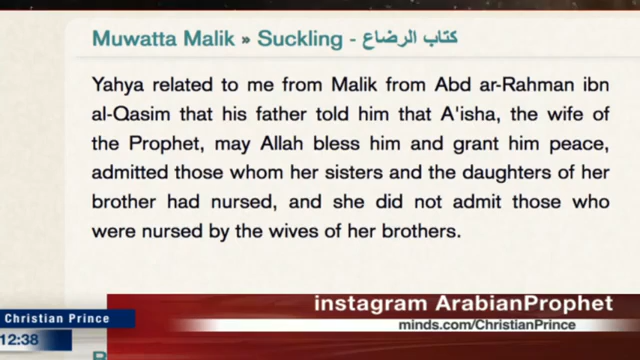 Muwatta Malik » Suckling - كتاب الرضاع
Yahya related to me from Malik from Abd ar-Rahman ibn
al-Qasim that his father told him that A'isha, the wife of
the Prophet, may Allah bless him and grant him peace,
admitted those whom her sisters and the daughters of her
brother had nursed, and she did not admit those who
were nursed by the wives of her brothers.
instagram ArabianProphet
Christian Prince
minds.com/ChristianPrince
12:38